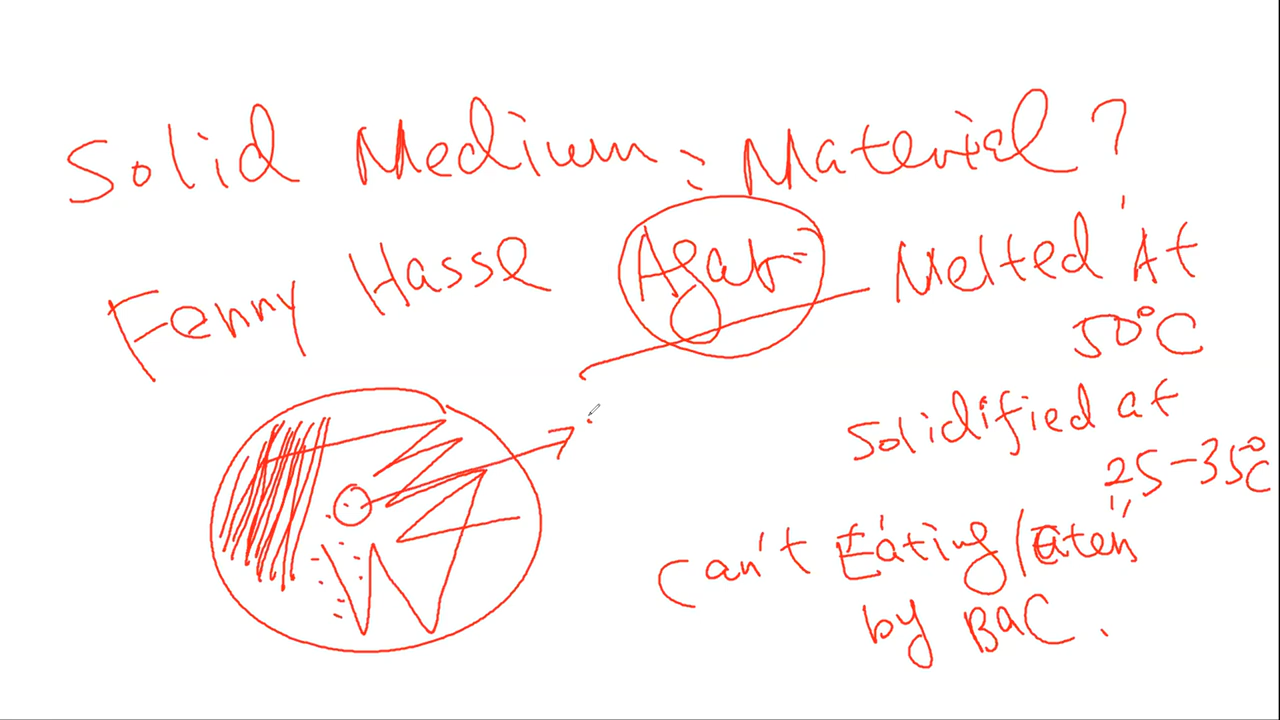 Solid Medium : Material ?
Fenny Hasse Agar Melted At
50°C
Solidified at
25-35°C
can't Eating/Eaten
by BaC.